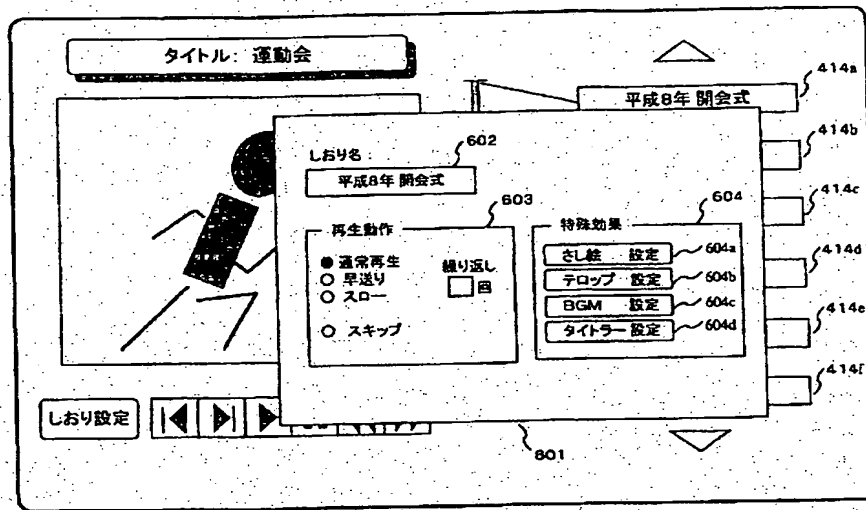 タイトル: 運動会
414a
平成8年 開会式
414b
414c
414d
414e
414f
しおり名:
602
平成8年 開会式
603
再生動作
通常再生
早送り
スロー
スキップ
繰り返し
回
604
特殊効果
さし絵 設定
604a
テロップ 設定
604b
BGM 設定
604c
タイトラー 設定
604d
しおり設定
601